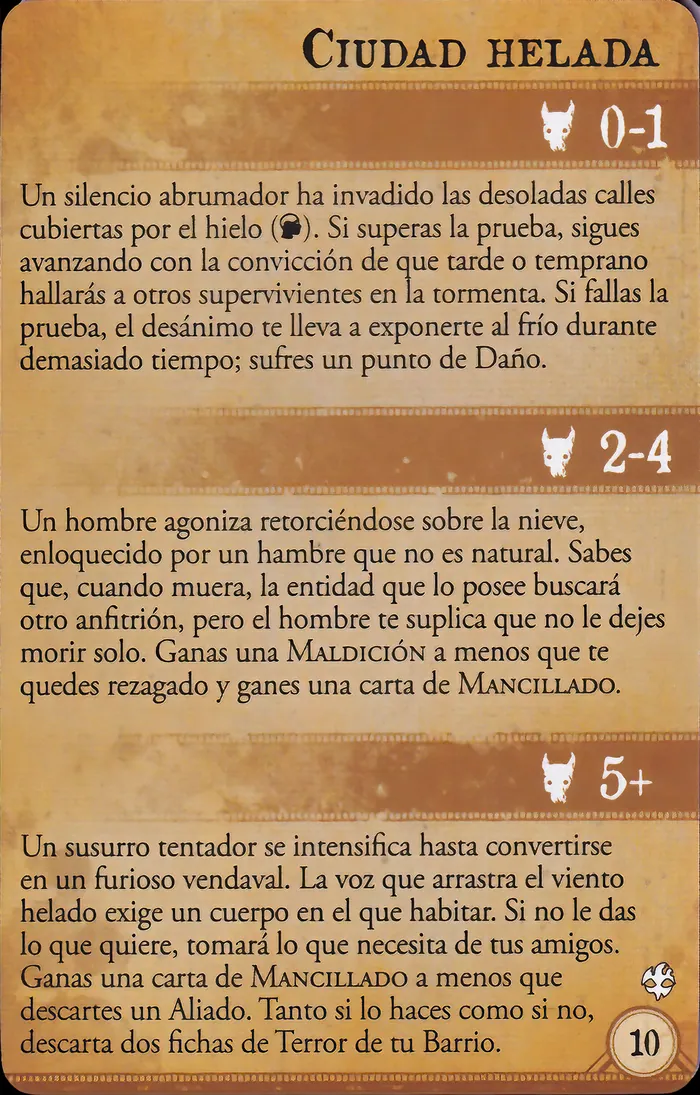 Ciudad helada
0-1
Un silencio abrumador ha invadido las desoladas calles
cubiertas por el hielo ( ). Si superas la prueba, sigues
avanzando con la convicción de que tarde o temprano
hallarás a otros supervivientes en la tormenta. Si fallas la
prueba, el desánimo te lleva a exponerte al frío durante
demasiado tiempo; sufres un punto de Daño.
2-4
Un hombre agoniza retorciéndose sobre la nieve,
enloquecido por un hambre que no es natural. Sabes
que, cuando muera, la entidad que lo posee buscará
otro anfitrión, pero el hombre te suplica que no le dejes
morir solo. Ganas una Maldición a menos que te
quedes rezagado y ganes una carta de Mancillado.
5+
Un susurro tentador se intensifica hasta convertirse
en un furioso vendaval. La voz que arrastra el viento
helado exige un cuerpo en el que habitar. Si no le das
lo que quiere, tomará lo que necesita de tus amigos.
Ganas una carta de Mancillado a menos que
descartes un Aliado. Tanto si lo haces como si no,
descarta dos fichas de Terror de tu Barrio.
10